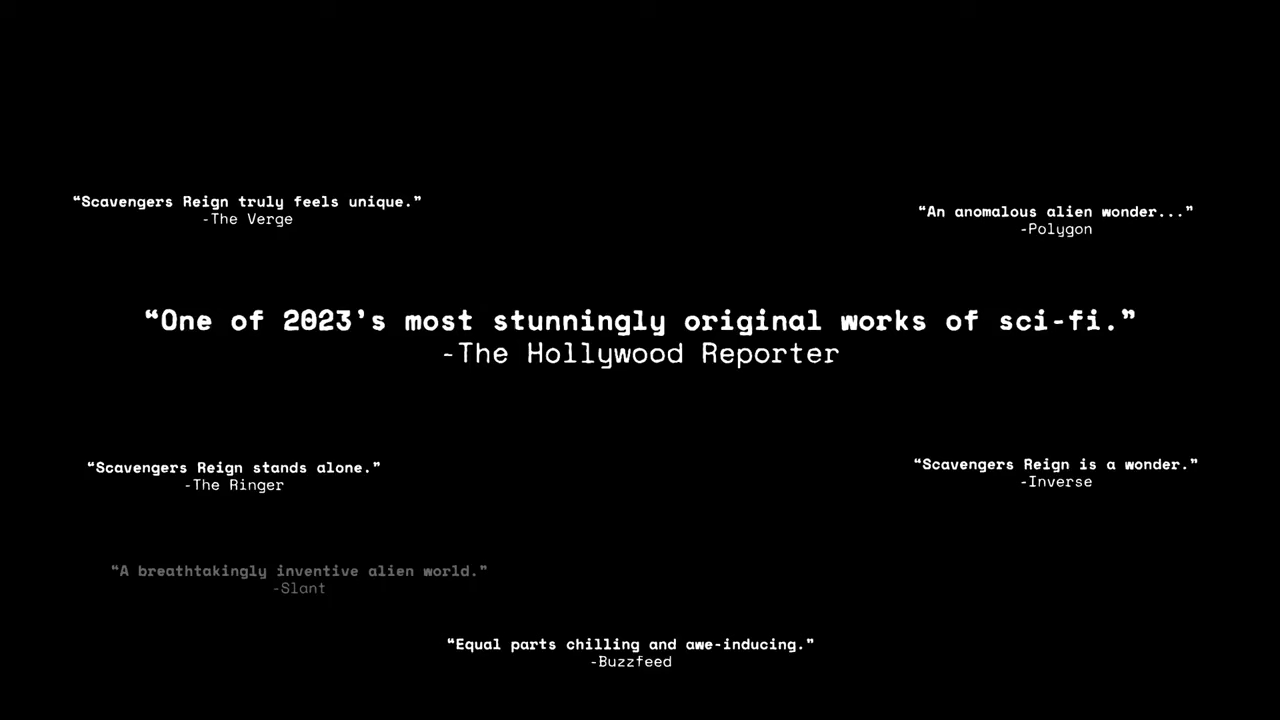 “Scavengers Reign truly feels unique.”
-The Verge
“An anomalous alien wonder...”
-Polygon
“One of 2023’s most stunningly original works of sci-fi.”
-The Hollywood Reporter
“Scavengers Reign stands alone.”
-The Ringer
“Scavengers Reign is a wonder.”
-Inverse
“A breathtakingly inventive alien world.”
-Slant
“Equal parts chilling and awe-inducing.”
-Buzzfeed